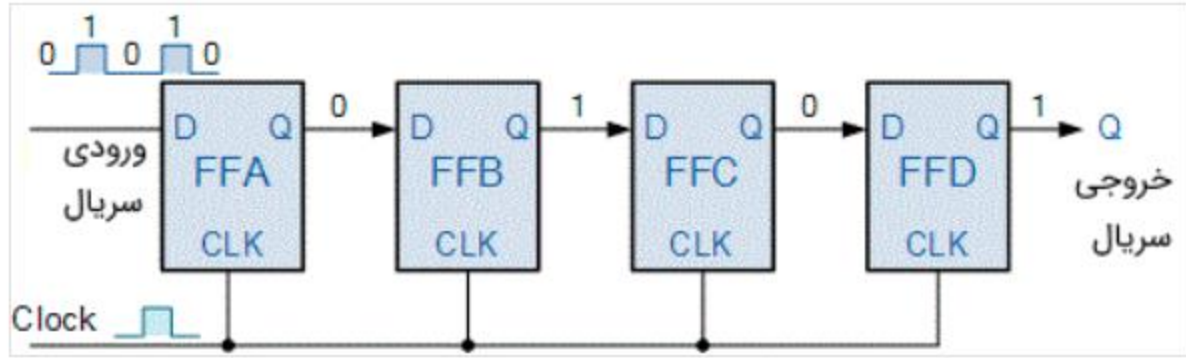 0 1 0 1 0
0 1 0 1
D Q D Q D Q D Q Q
ورودی
سریال
FFA FFB FFC FFD
خروجی
سریال
CLK CLK CLK CLK
Clock